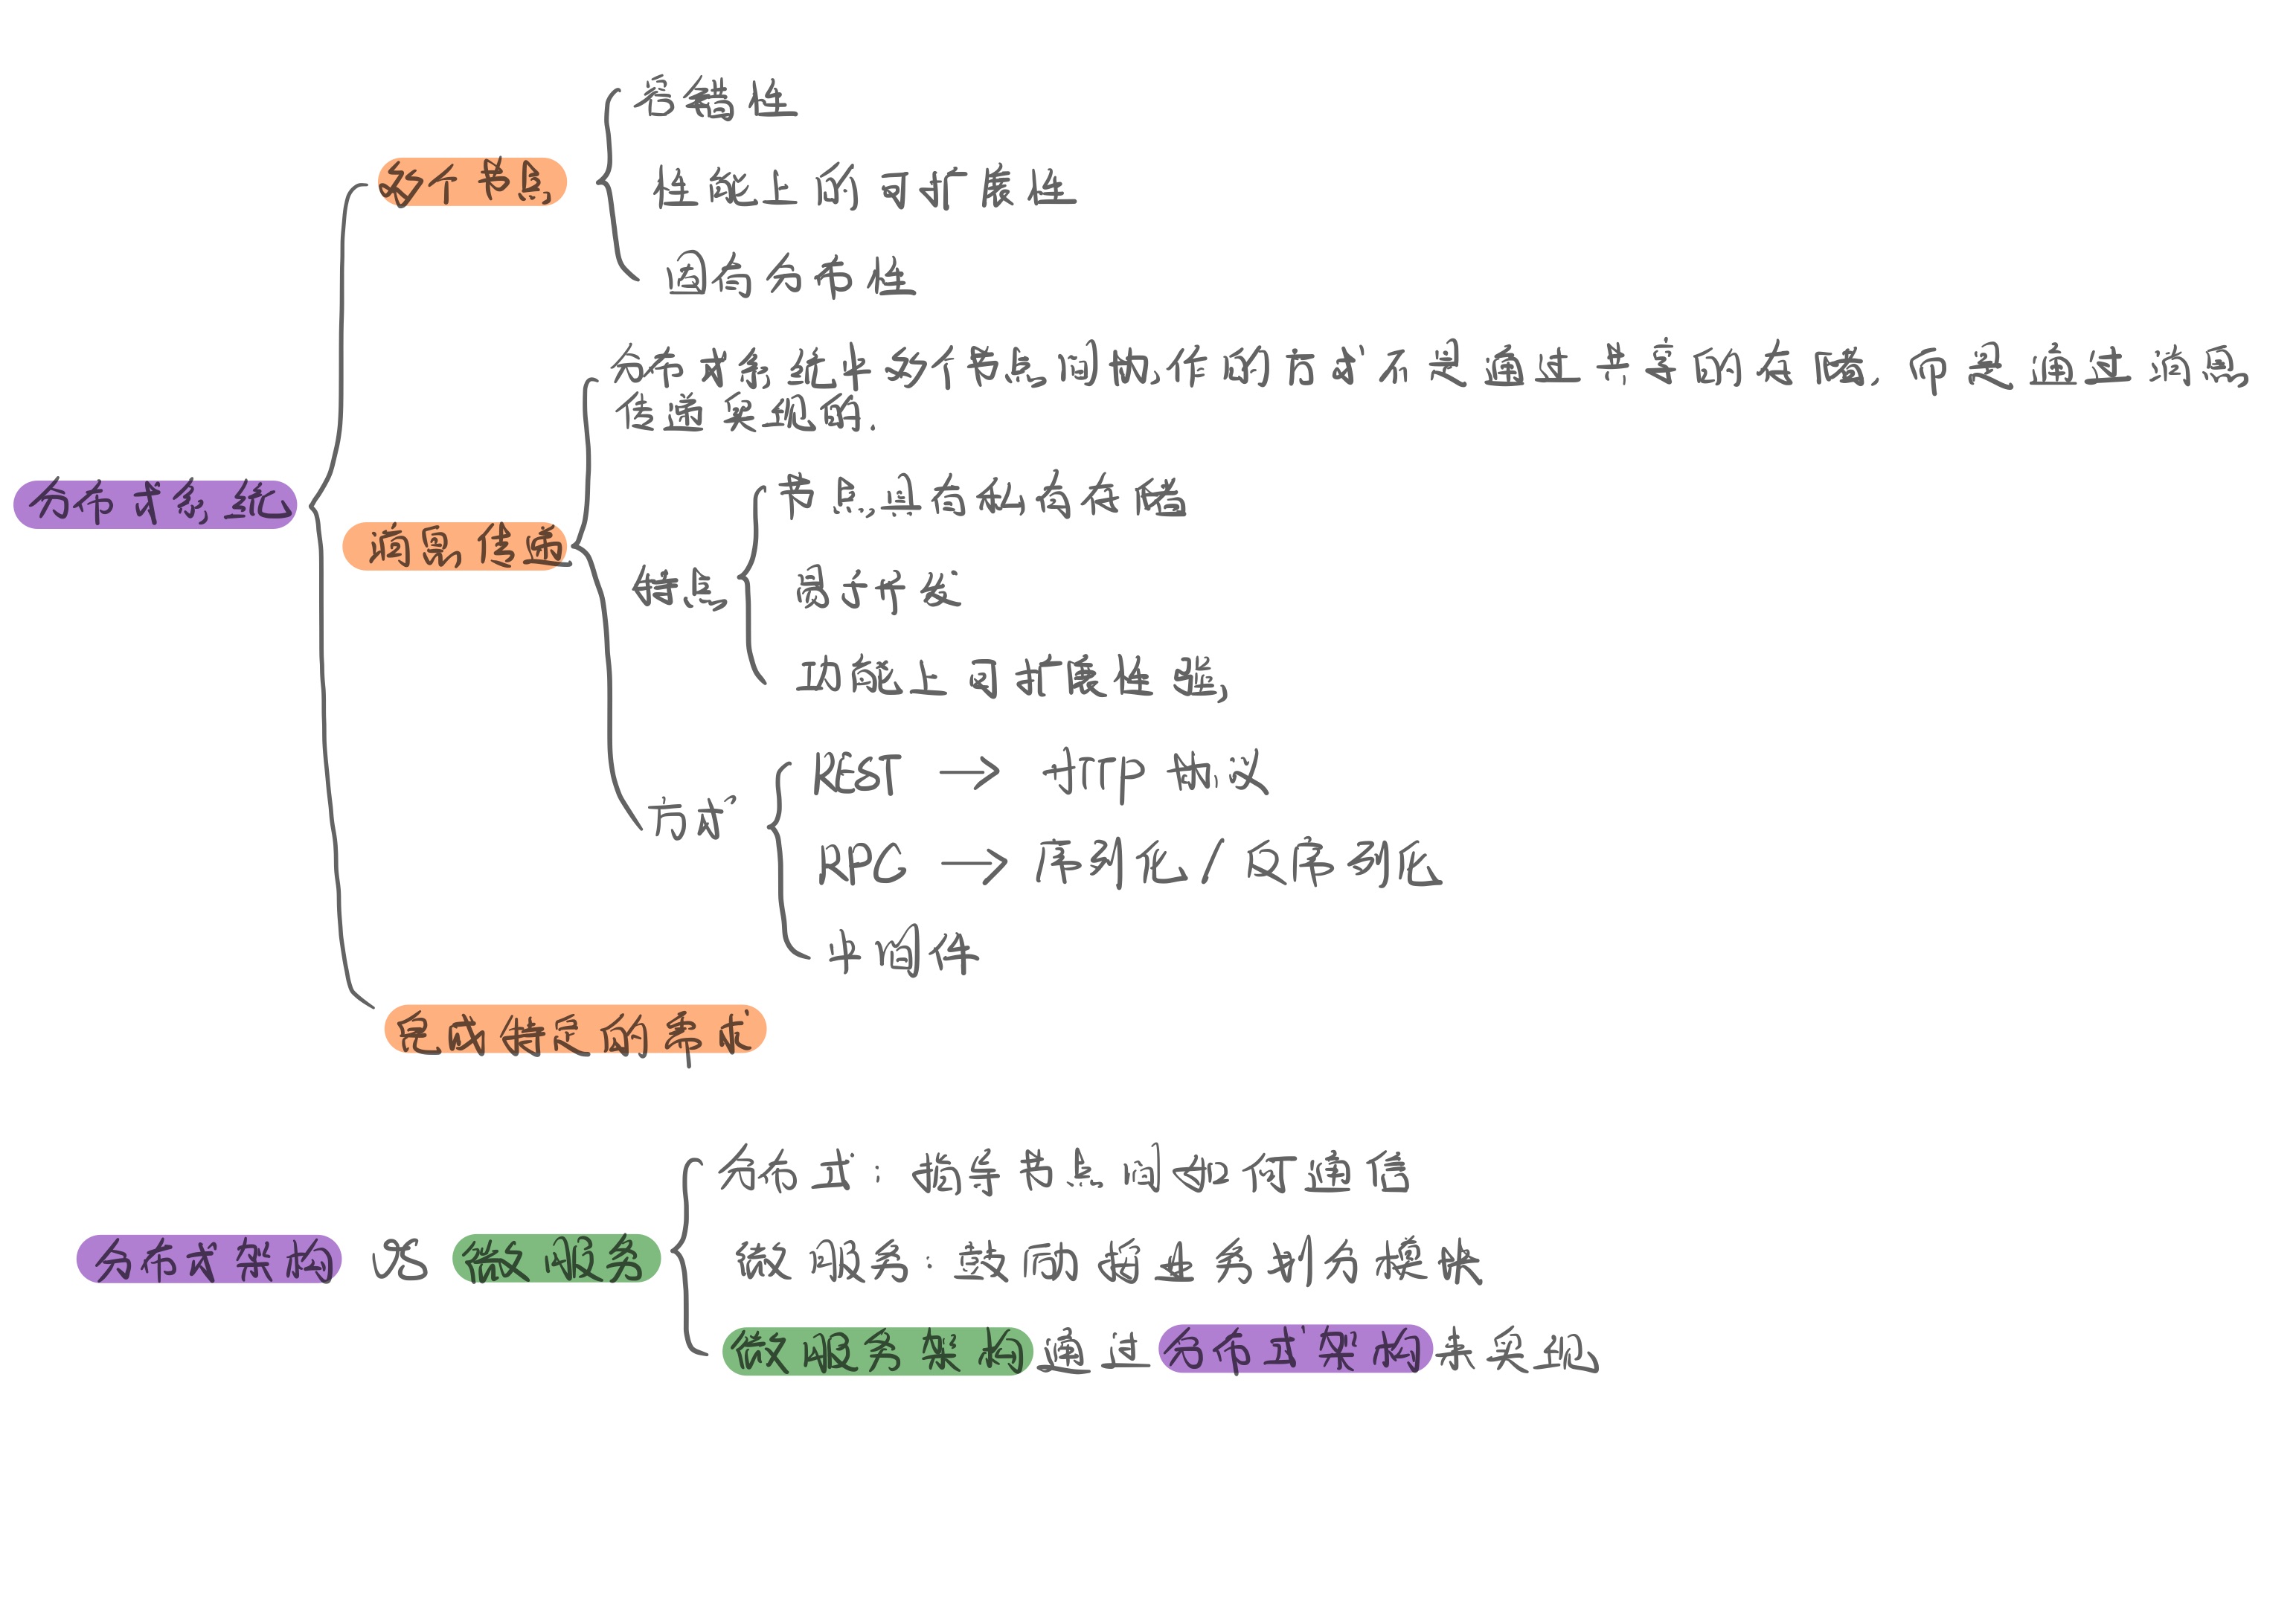 容错性
多个节点
性能上的可扩展性
固有分布性
分布式系统中多个节点间协作的方式不是通过共享的存储,而是通过消息
传递实现的.
分布式系统
节点具有私有存储
消息传递
特点
易于开发
功能上可扩展性强
REST → HTTP 协议
方式
RPC → 序列化/反序列化
中间件
完成特定的需求
分布式: 指导节点间如何通信
分布式架构 VS 微服务
微服务: 鼓励按业务划分模块
微服务架构通过分布式架构来实现